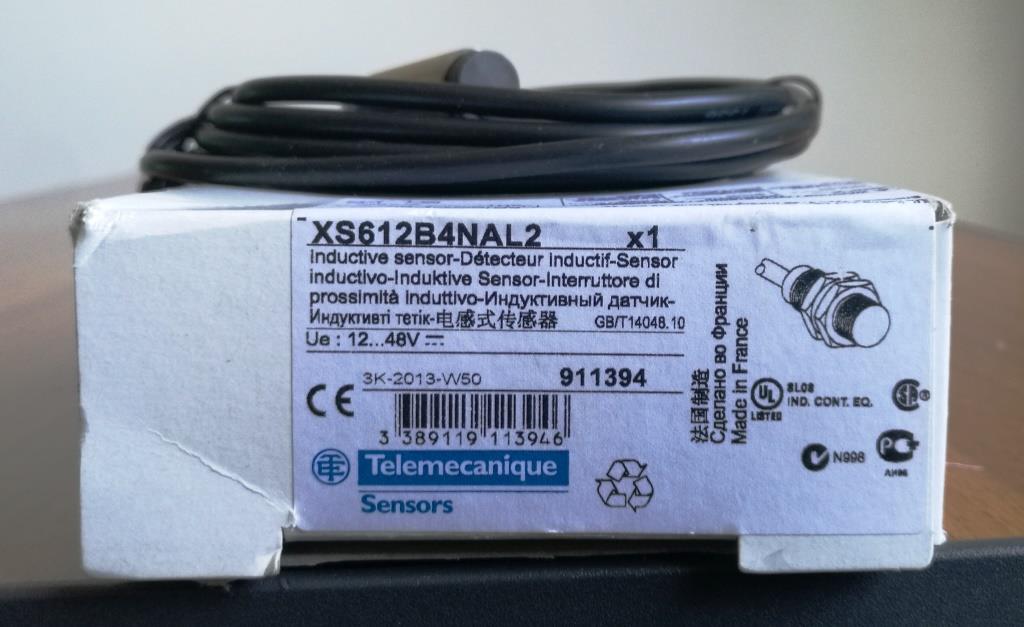 XS612B4NAL2 x1
Inductive sensor-Détecteur inductif-Sensor
inductivo-Induktive Sensor-Interruttore di
prossimità induttivo-Индуктивный датчик-
Индуктивті тетік-电感式传感器 GB/T14048.10
Ue : 12...48V
3K-2013-W50 911394
CE
3 389119 113946
Telemecanique
Sensors
法国制造
Сделано во Франции
Made in France
UL
LISTED
8L08
IND. CONT. EQ.
N998